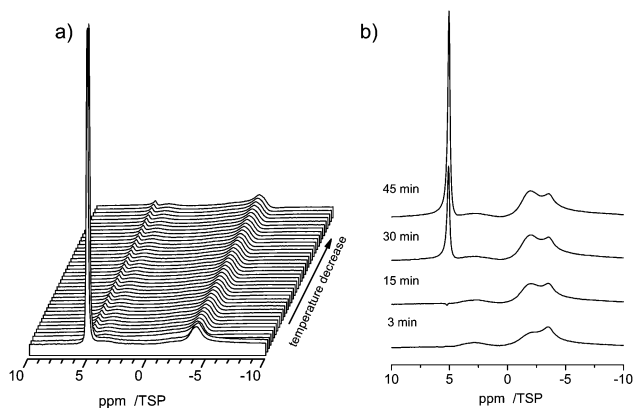 a)
temperature decrease
10 5 0 -5 -10
ppm /TSP
b)
45 min
30 min
15 min
3 min
10 5 0 -5 -10
ppm /TSP